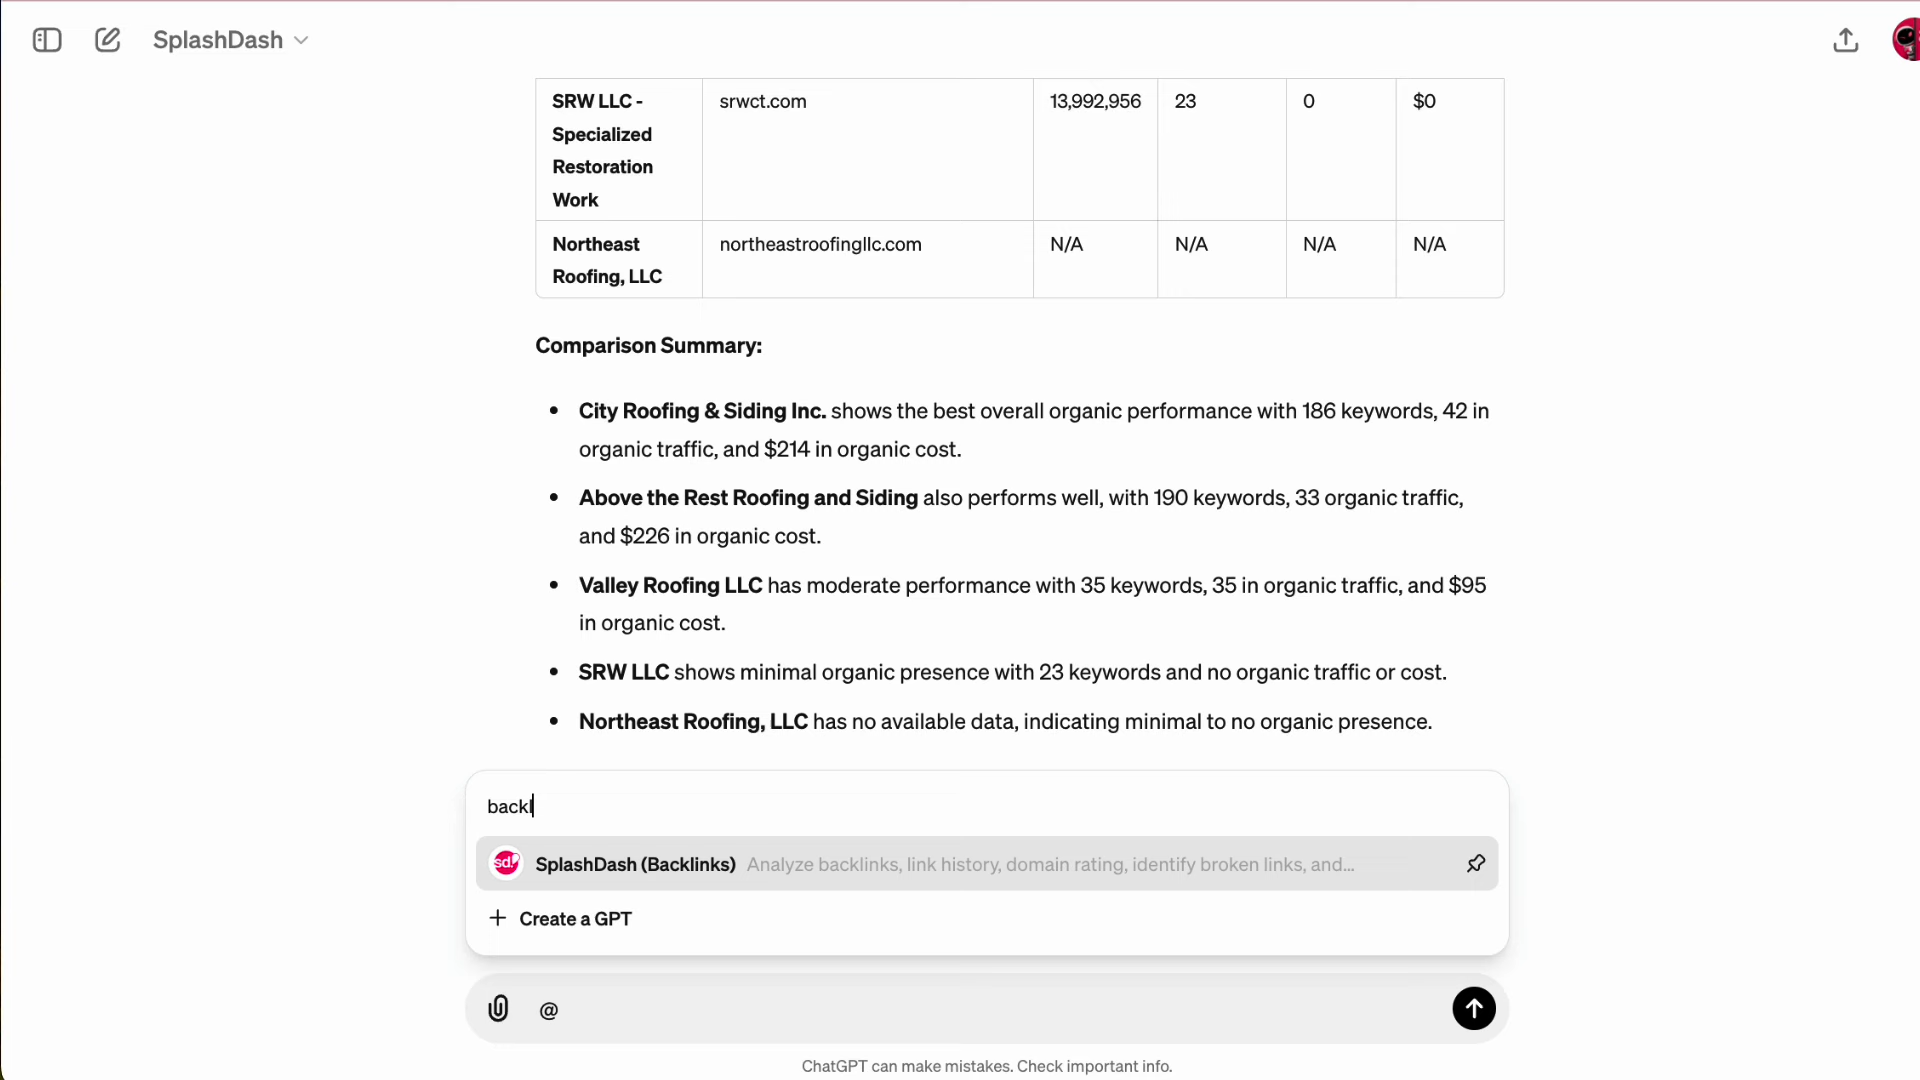 SplashDash
SRW LLC - srwct.com 13,992,956 23 0 $0
Specialized
Restoration
Work
Northeast northeastroofingllc.com N/A N/A N/A N/A
Roofing, LLC
Comparison Summary:
• City Roofing & Siding Inc. shows the best overall organic performance with 186 keywords, 42 in
organic traffic, and $214 in organic cost.
• Above the Rest Roofing and Siding also performs well, with 190 keywords, 33 organic traffic,
and $226 in organic cost.
• Valley Roofing LLC has moderate performance with 35 keywords, 35 in organic traffic, and $95
in organic cost.
• SRW LLC shows minimal organic presence with 23 keywords and no organic traffic or cost.
• Northeast Roofing, LLC has no available data, indicating minimal to no organic presence.
backl
sd! SplashDash (Backlinks) Analyze backlinks, link history, domain rating, identify broken links, and...
+ Create a GPT
@
ChatGPT can make mistakes. Check important info.